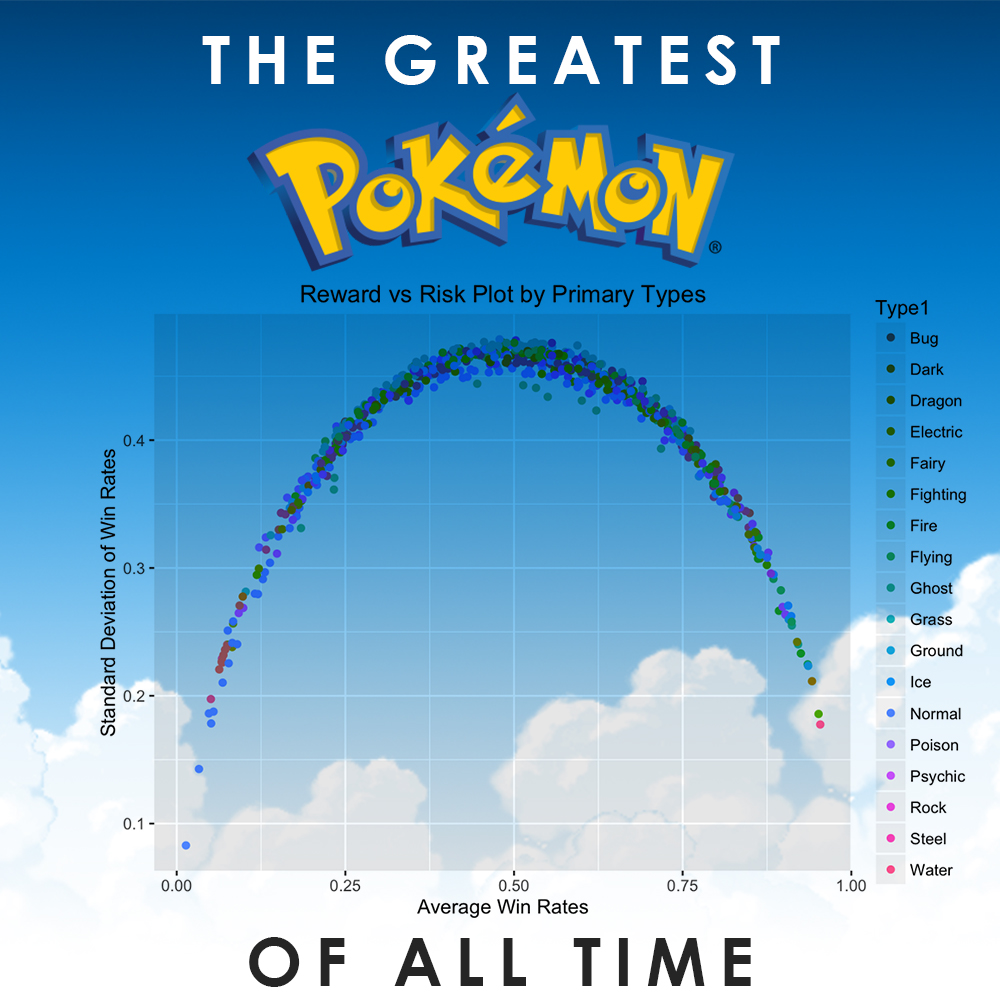 THE GREATEST
POKéMON
®
Reward vs Risk Plot by Primary Types
Type1
Bug
Dark
Dragon
Electric
Fairy
Fighting
Fire
Flying
Ghost
Grass
Ground
Ice
Normal
Poison
Psychic
Rock
Steel
Water
Standard Deviation of Win Rates
0.4
0.3
0.2
0.1
0.00 0.25 0.50 0.75 1.00
Average Win Rates
OF ALL TIME